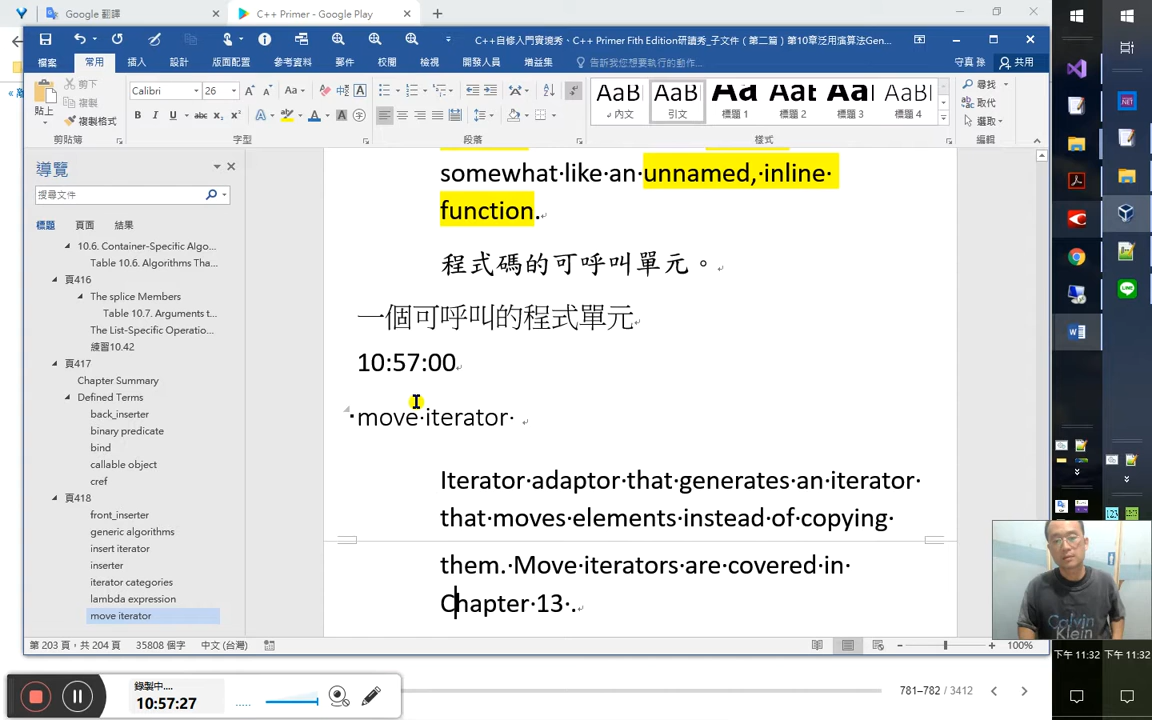 Google 翻譯
C++ Primer - Google Play
C++自修入門實境秀、C++ Primer Fifth Edition研讀秀_子文件（第二篇）第10章泛用演算法Gen...
檔案 常用 插入 設計 版面配置 參考資料 郵件 校閱 檢視 開發人員 增益集 告訴我您想要執行的動作... 守真 孫 共用
剪下
複製
複製格式
貼上
Calibri 26
AaBb AaBb AaBb AaBb AaBb AaBb
內文 引文 標題 1 標題 2 標題 3 標題 4
尋找
取代
選取
剪貼簿 字型 段落 樣式 編輯
導覽
搜尋文件
標題 頁面 結果
10.6. Container-Specific Algo...
Table 10.6. Algorithms Tha...
頁416
The splice Members
Table 10.7. Arguments t...
The List-Specific Operatio...
練習10.42
頁417
Chapter Summary
Defined Terms
back_inserter
binary predicate
bind
callable object
cref
頁418
front_inserter
generic algorithms
insert iterator
inserter
iterator categories
lambda expression
move iterator
somewhat like an unnamed, inline
function.
程式碼的可呼叫單元。
一個可呼叫的程式單元
10:57:00
move iterator
Iterator adaptor that generates an iterator
that moves elements instead of copying
them. Move iterators are covered in
Chapter 13 .
第 203 頁，共 204 頁 35808 個字 中文 (台灣) 100%
Calvin
Klein
下午 11:32 下午 11:32
錄製中...
10:57:27
781–782 / 3412